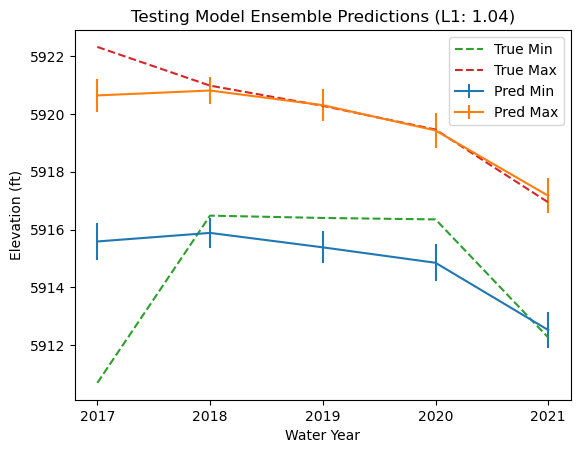 Testing Model Ensemble Predictions (L1: 1.04)
True Min
True Max
Pred Min
Pred Max
5922
5920
5918
5916
5914
5912
Elevation (ft)
2017 2018 2019 2020 2021
Water Year